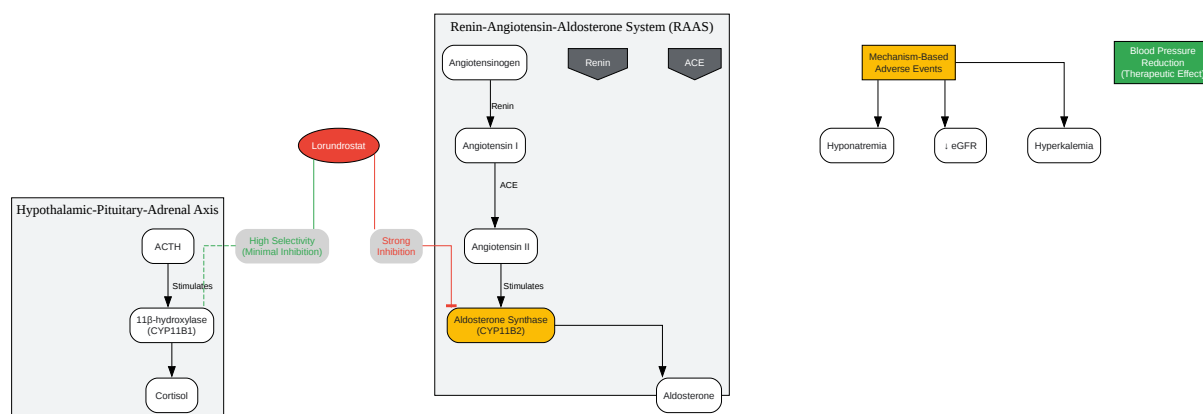 Renin-Angiotensin-Aldosterone System (RAAS)
Angiotensinogen
Renin
ACE
Renin
Angiotensin I
ACE
Angiotensin II
Stimulates
Aldosterone Synthase
(CYP11B2)
Aldosterone
Lorundrostat
High Selectivity
(Minimal Inhibition)
Strong
Inhibition
Hypothalamic-Pituitary-Adrenal Axis
ACTH
Stimulates
11β-hydroxylase
(CYP11B1)
Cortisol
Mechanism-Based
Adverse Events
Hyponatremia
↓ eGFR
Hyperkalemia
Blood Pressure
Reduction
(Therapeutic Effect)